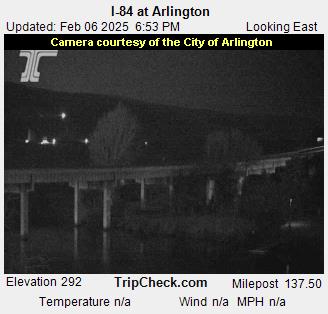 I-84 at Arlington
Updated: Feb 06 2025 6:53 PM Looking East
Camera courtesy of the City of Arlington
Elevation 292 TripCheck.com Milepost 137.50
Temperature n/a Wind n/a MPH n/a